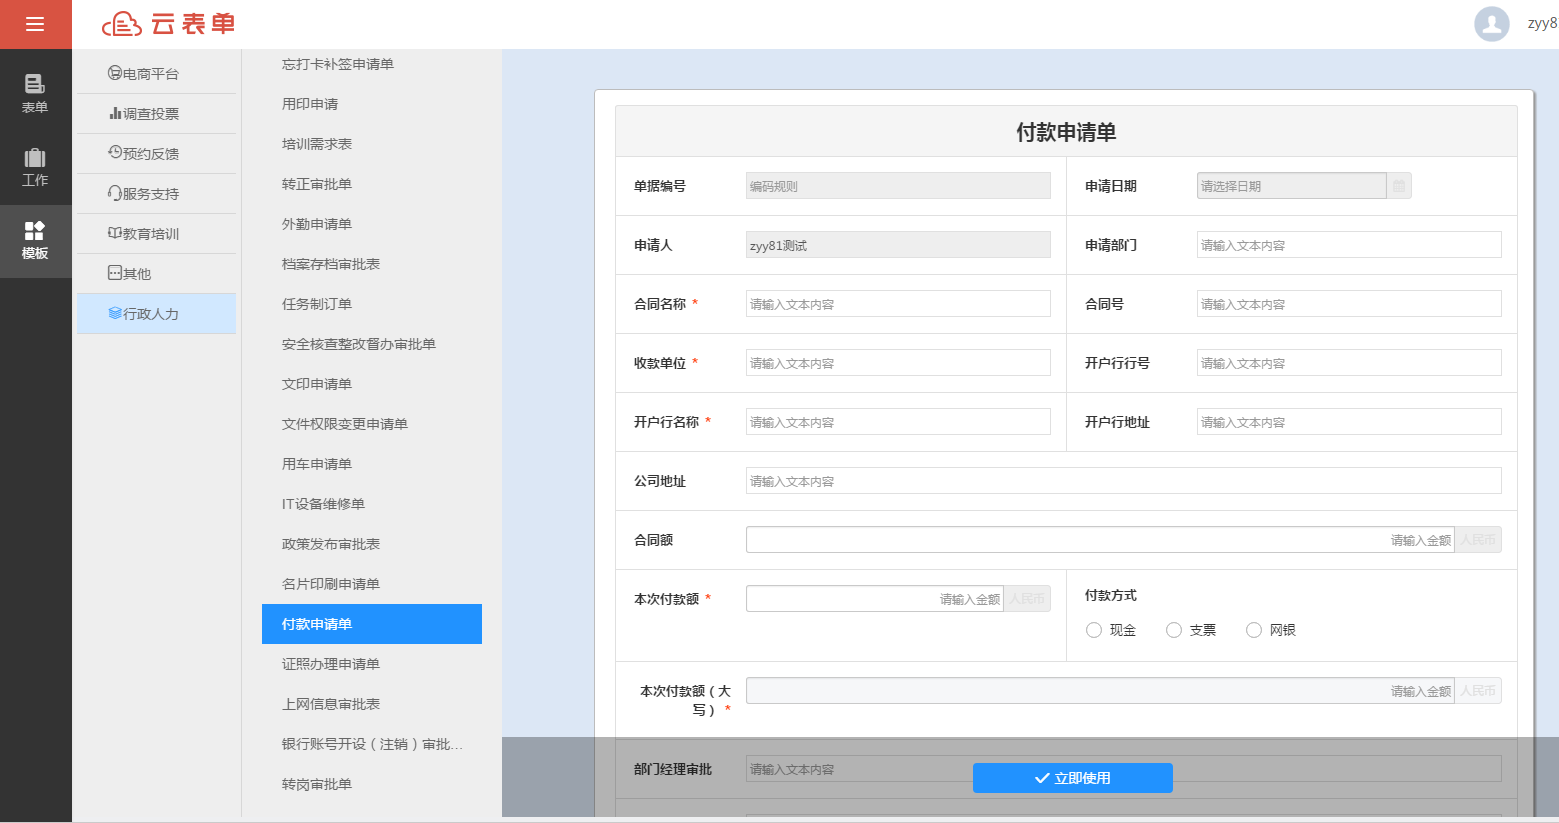 云表单
zyy8
表单
工作
模板
电商平台
调查投票
预约反馈
服务支持
教育培训
其他
行政人力
忘打卡补签申请单
用印申请
培训需求表
转正审批单
外勤申请单
档案存档审批表
任务制订单
安全核查整改督办审批单
文印申请单
文件权限变更申请单
用车申请单
IT设备维修单
政策发布审批表
名片印刷申请单
付款申请单
证照办理申请单
上网信息审批表
银行账号开设（注销）审批...
转岗审批单
付款申请单
单据编号 编码规则 申请日期 请选择日期
申请人 zyy81测试 申请部门 请输入文本内容
合同名称 * 请输入文本内容 合同号 请输入文本内容
收款单位 * 请输入文本内容 开户行行号 请输入文本内容
开户行名称 * 请输入文本内容 开户行地址 请输入文本内容
公司地址 请输入文本内容
合同额 请输入金额 人民币
本次付款额 * 请输入金额 人民币 付款方式
现金 支票 网银
本次付款额（大 请输入金额 人民币
写） *
部门经理审批 请输入文本内容
立即使用